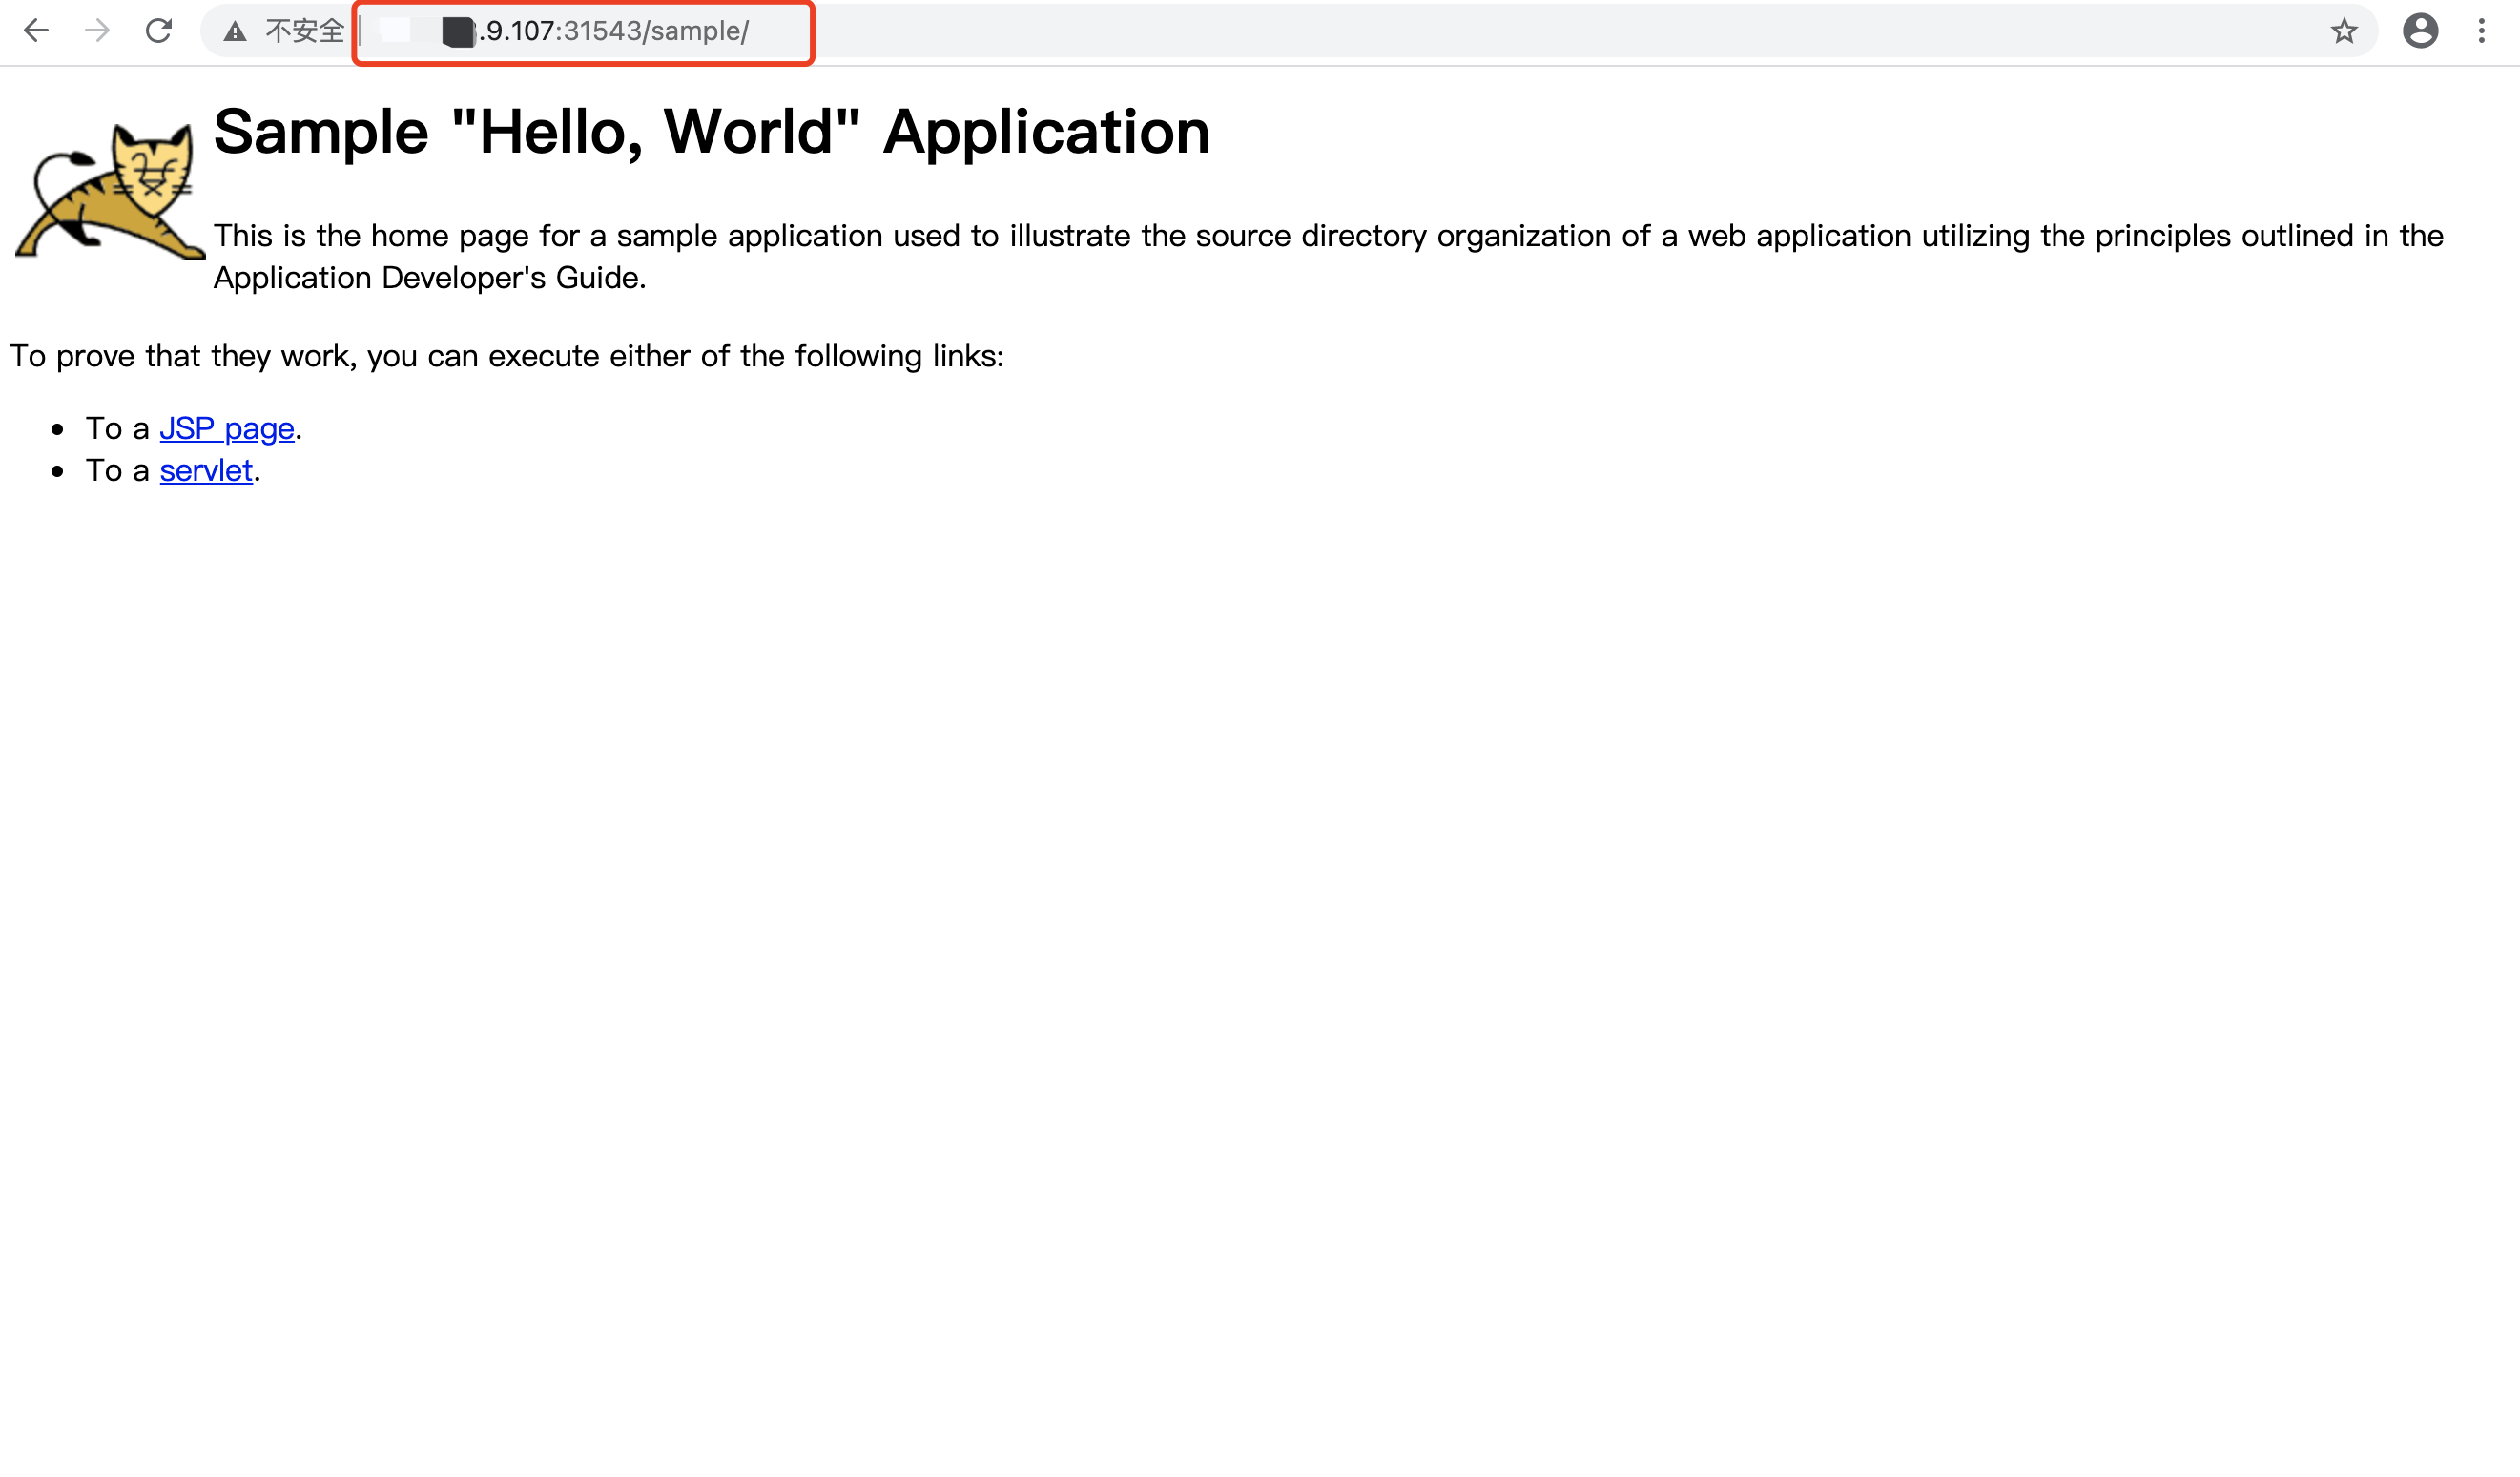 不安全 .9.107:31543/sample/
Sample "Hello, World" Application
This is the home page for a sample application used to illustrate the source directory organization of a web application utilizing the principles outlined in the
Application Developer's Guide.
To prove that they work, you can execute either of the following links:
• To a JSP page.
• To a servlet.